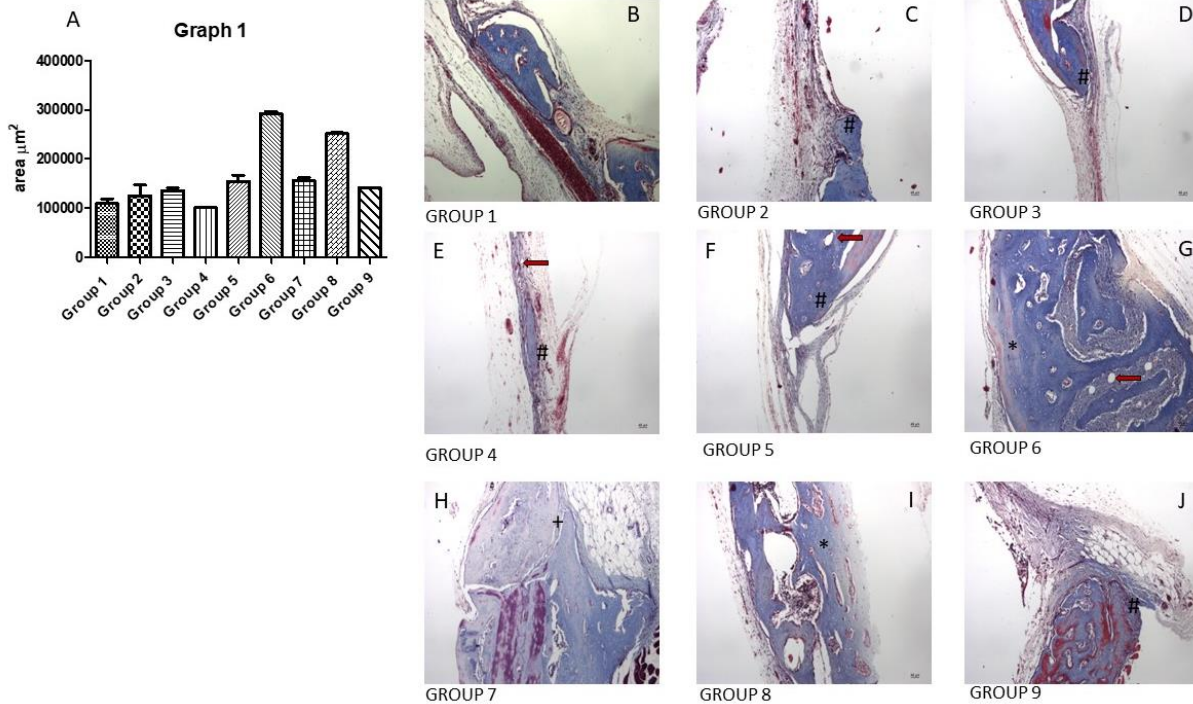 A
Graph 1
400000
300000
200000
100000
0
area μm²
Group 1
Group 2
Group 3
Group 4
Group 5
Group 6
Group 7
Group 8
Group 9
B
GROUP 1
C
#
GROUP 2
D
#
GROUP 3
E
#
GROUP 4
F
#
GROUP 5
G
*
GROUP 6
H
+
GROUP 7
I
*
GROUP 8
J
#
GROUP 9